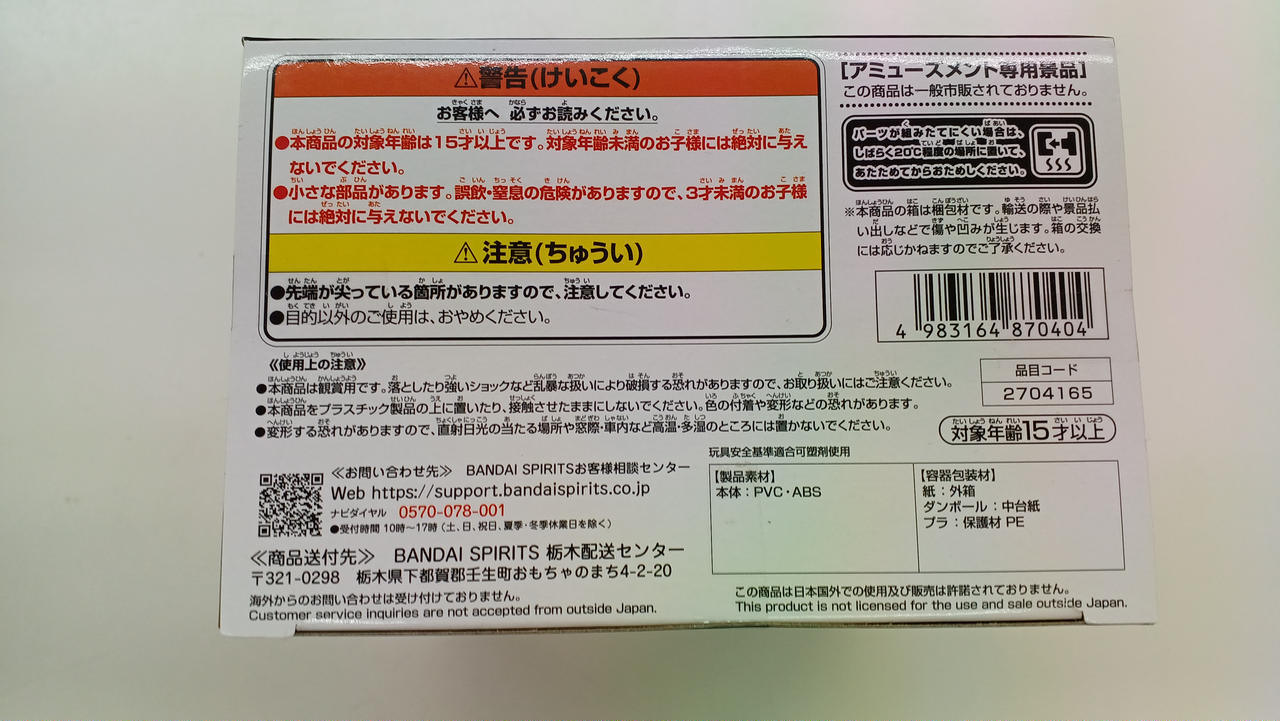 ⚠警告(けいこく)
お客様へ 必ずお読みください。
●本商品の対象年齢は15才以上です。対象年齢未満のお子様には絶対に与え
ないでください。
●小さな部品があります。誤飲・窒息の危険がありますので、3才未満のお子様
には絶対に与えないでください。
⚠注意(ちゅうい)
●先端が尖っている箇所がありますので、注意してください。
●目的以外のご使用は、おやめください。
【アミューズメント専用景品】
この商品は一般市販されておりません。
パーツが組みたてにくい場合は、
しばらく20℃程度の場所に置いて、
あたためてからおためしください。
※本商品の箱は梱包材です。輸送の際や景品払
い出しなどで傷や凹みが生じます。箱の交換
には応じかねますのでご了承ください。
4 983164 870404
品目コード
2704165
対象年齢15才以上
《使用上の注意》
●本商品は観賞用です。落としたり強いショックなど乱暴な扱いにより破損する恐れがありますので、お取り扱いにはご注意ください。
●本商品をプラスチック製品の上に置いたり、接触させたままにしないでください。色の付着や変形などの恐れがあります。
●変形する恐れがありますので、直射日光の当たる場所や窓際・車内など高温・多湿のところには置かないでください。
≪お問い合わせ先≫ BANDAI SPIRITSお客様相談センター
Web https://support.bandaispirits.co.jp
ナビダイヤル 0570-078-001
●受付時間 10時～17時（土、日、祝日、夏季・冬季休業日を除く）
≪商品送付先≫ BANDAI SPIRITS 栃木配送センター
〒321-0298 栃木県下都賀郡壬生町おもちゃのまち4-2-20
海外からのお問い合わせは受け付けておりません。
Customer service inquiries are not accepted from outside Japan.
玩具安全基準適合可塑剤使用
【製品素材】
本体：PVC・ABS
【容器包装材】
紙：外箱
ダンボール：中台紙
プラ：保護材 PE
この商品は日本国外での使用及び販売は許諾されておりません。
This product is not licensed for the use and sale outside Japan.